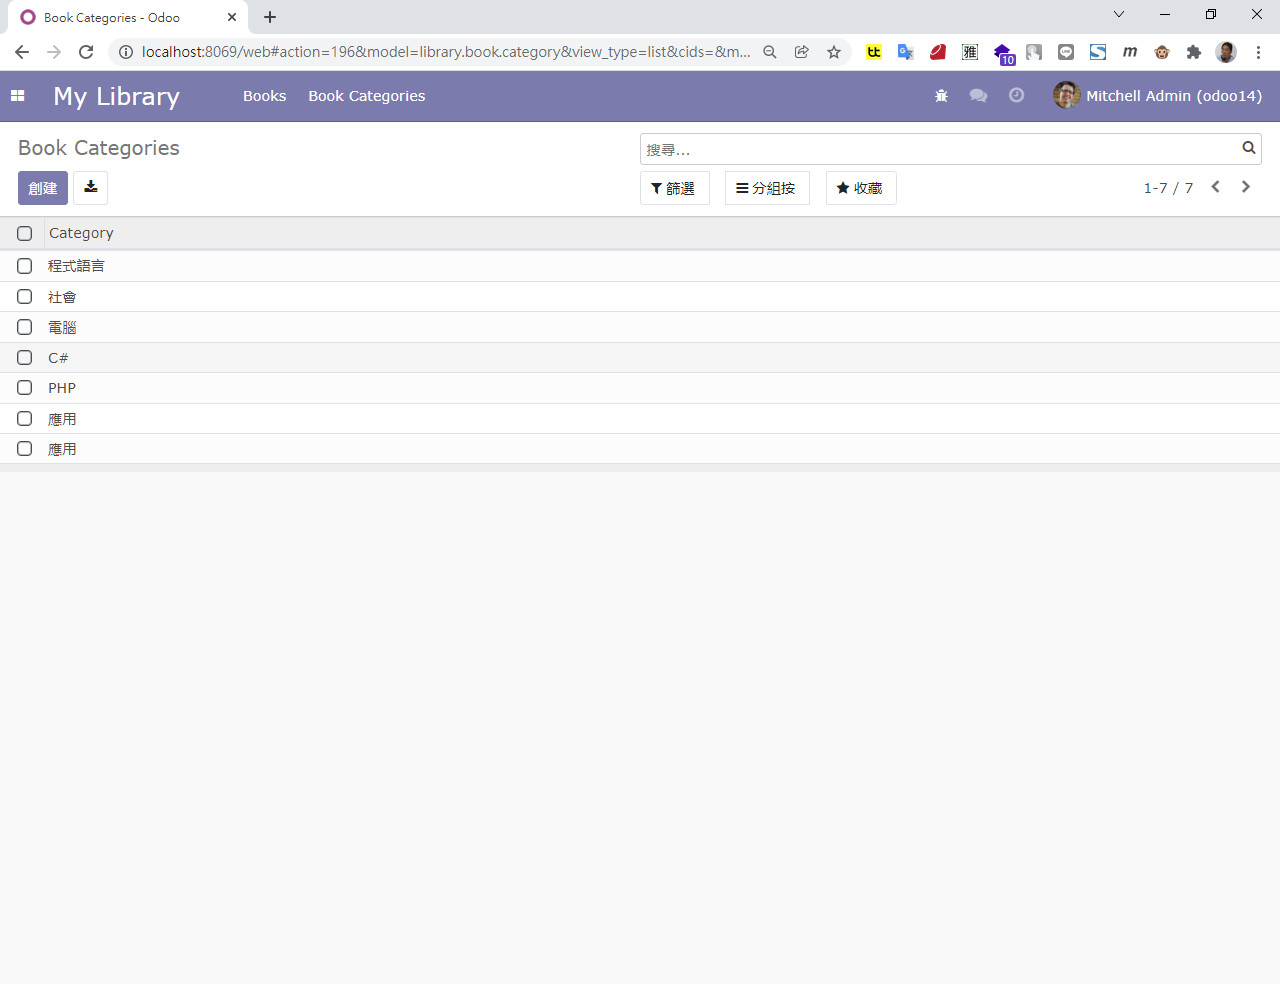 Book Categories - Odoo
localhost:8069/web#action=196&model=library.book.category&view_type=list&cids=&m...
tt
雅
10
m
My Library
Books
Book Categories
Mitchell Admin (odoo14)
Book Categories
搜尋...
創建
篩選
分組按
收藏
1-7 / 7
Category
程式語言
社會
電腦
C#
PHP
應用
應用